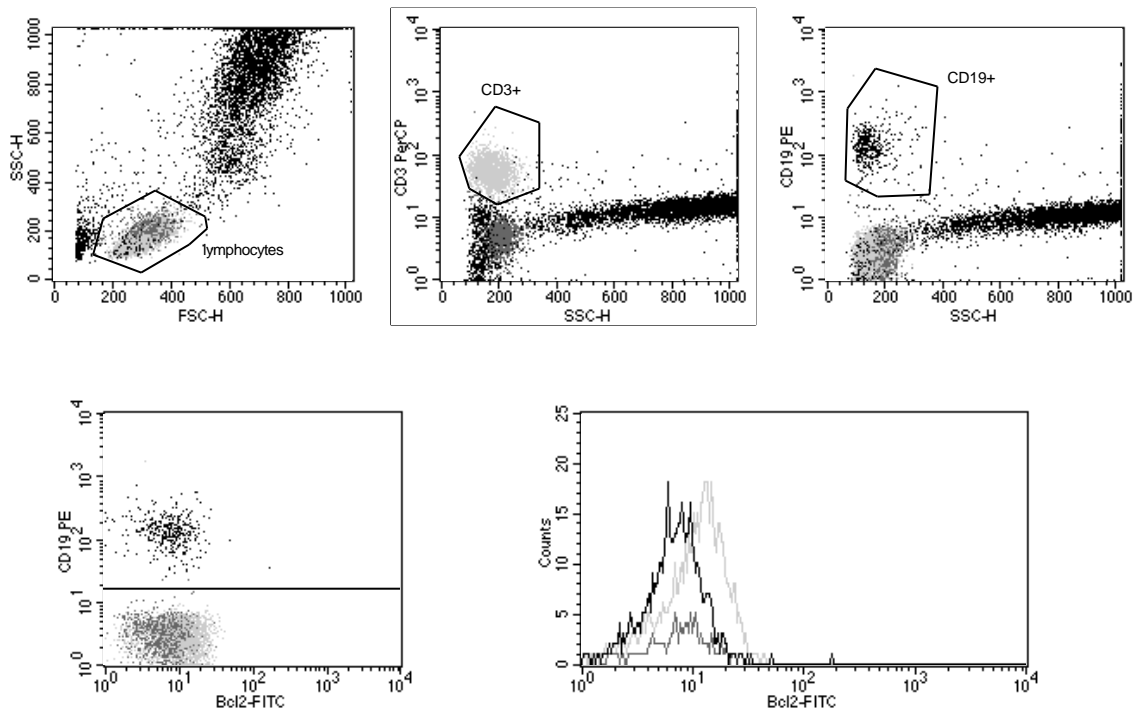 1000
800
600
400
200
0
SSC-H
lymphocytes
0 200 400 600 800 1000
FSC-H
10^4
10^3
10^2
10^1
10^0
CD3 PerCP
CD3+
0 200 400 600 800 1000
SSC-H
10^4
10^3
10^2
10^1
10^0
CD19 PE
CD19+
0 200 400 600 800 1000
SSC-H
10^4
10^3
10^2
10^1
10^0
CD19 PE
10^0 10^1 10^2 10^3 10^4
Bcl2-FITC
25
20
15
10
5
0
Counts
10^0 10^1 10^2 10^3 10^4
Bcl2-FITC